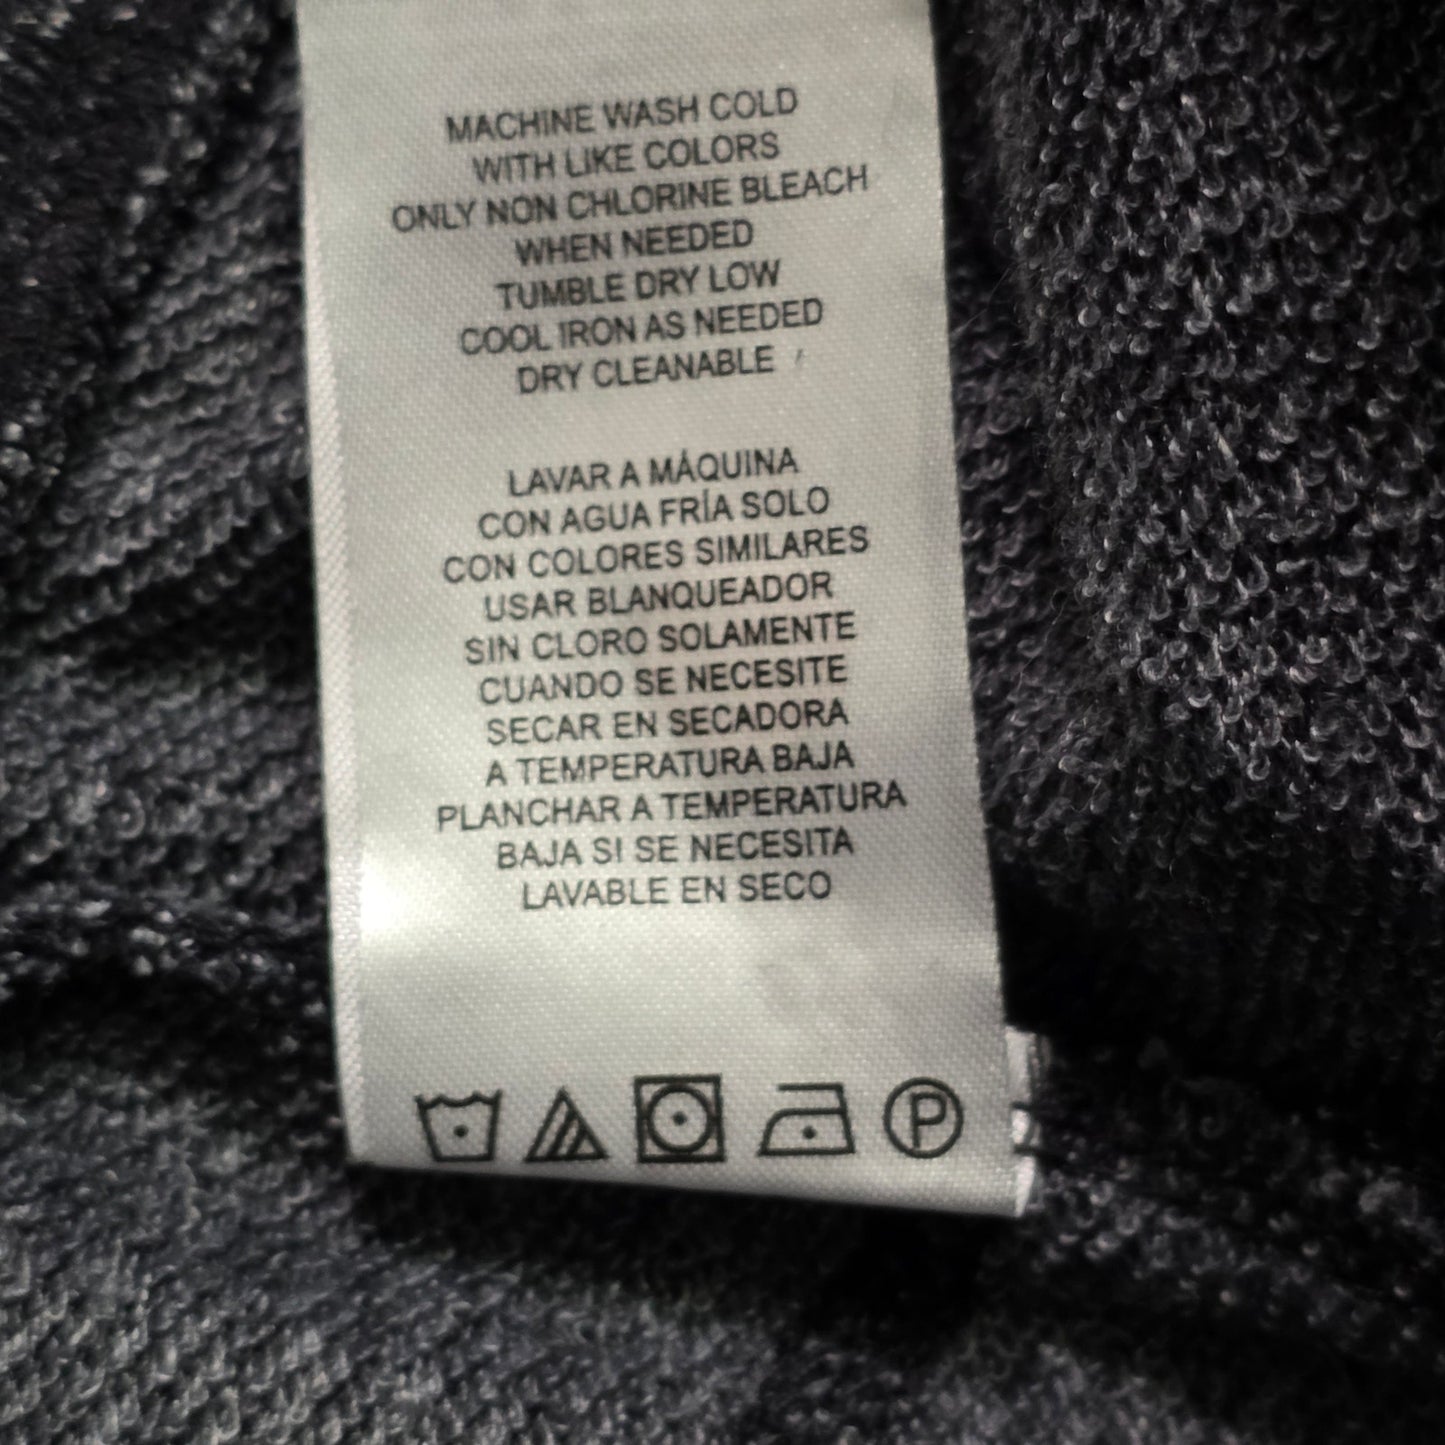 MACHINE WASH COLD
WITH LIKE COLORS
ONLY NON CHLORINE BLEACH
WHEN NEEDED
TUMBLE DRY LOW
COOL IRON AS NEEDED
DRY CLEANABLE
LAVAR A MÁQUINA
CON AGUA FRÍA SOLO
CON COLORES SIMILARES
USAR BLANQUEADOR
SIN CLORO SOLAMENTE
CUANDO SE NECESITE
SECAR EN SECADORA
A TEMPERATURA BAJA
PLANCHAR A TEMPERATURA
BAJA SI SE NECESITA
LAVABLE EN SECO
P